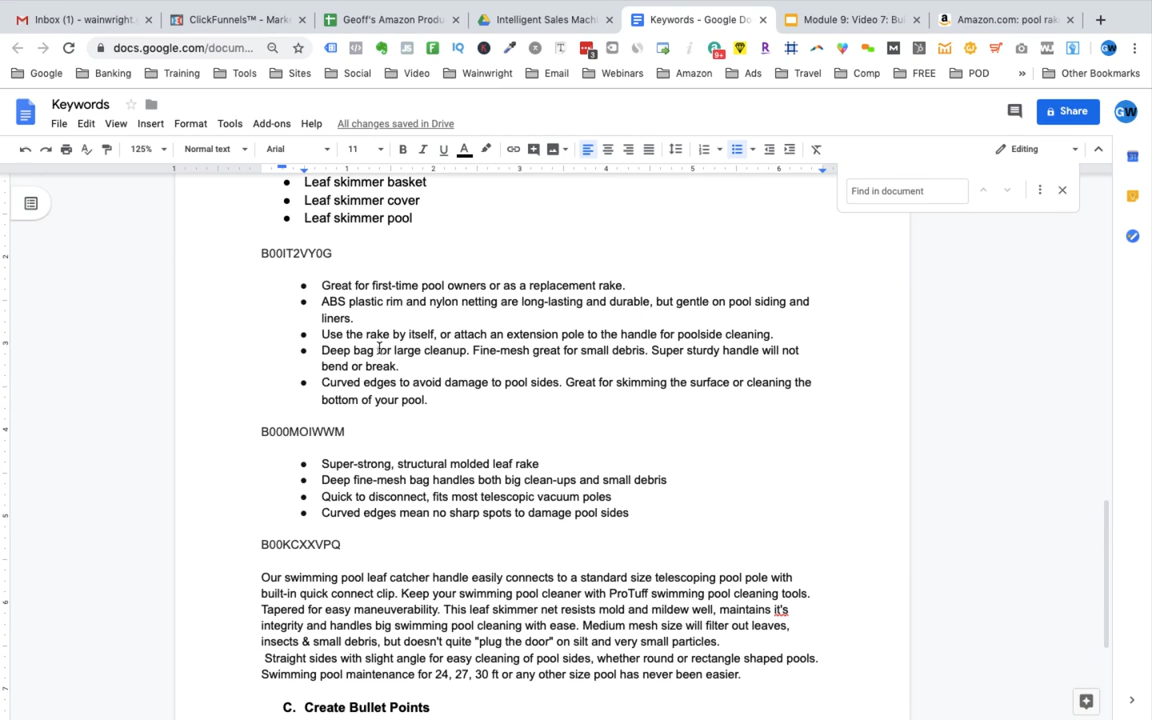 Inbox (1) - wainwright.
ClickFunnels™ - Mark
Geoff's Amazon Produ
Intelligent Sales Mach
Keywords - Google Do
Module 9: Video 7: Bui
Amazon.com: pool rak
docs.google.com/docum...
Google
Banking
Training
Tools
Sites
Social
Video
Wainwright
Email
Webinars
Amazon
Ads
Travel
Comp
FREE
POD
»
Other Bookmarks
Keywords
File Edit View Insert Format Tools Add-ons Help All changes saved in Drive
Share
125% Normal text Arial 11
Editing
Find in document
Leaf skimmer basket
Leaf skimmer cover
Leaf skimmer pool
B00IT2VY0G
Great for first-time pool owners or as a replacement rake.
ABS plastic rim and nylon netting are long-lasting and durable, but gentle on pool siding and
liners.
Use the rake by itself, or attach an extension pole to the handle for poolside cleaning.
Deep bag for large cleanup. Fine-mesh great for small debris. Super sturdy handle will not
bend or break.
Curved edges to avoid damage to pool sides. Great for skimming the surface or cleaning the
bottom of your pool.
B000MOIWWM
Super-strong, structural molded leaf rake
Deep fine-mesh bag handles both big clean-ups and small debris
Quick to disconnect, fits most telescopic vacuum poles
Curved edges mean no sharp spots to damage pool sides
B00KCXXVPQ
Our swimming pool leaf catcher handle easily connects to a standard size telescoping pool pole with
built-in quick connect clip. Keep your swimming pool cleaner with ProTuff swimming pool cleaning tools.
Tapered for easy maneuverability. This leaf skimmer net resists mold and mildew well, maintains it's
integrity and handles big swimming pool cleaning with ease. Medium mesh size will filter out leaves,
insects & small debris, but doesn't quite "plug the door" on silt and very small particles.
Straight sides with slight angle for easy cleaning of pool sides, whether round or rectangle shaped pools.
Swimming pool maintenance for 24, 27, 30 ft or any other size pool has never been easier.
C. Create Bullet Points